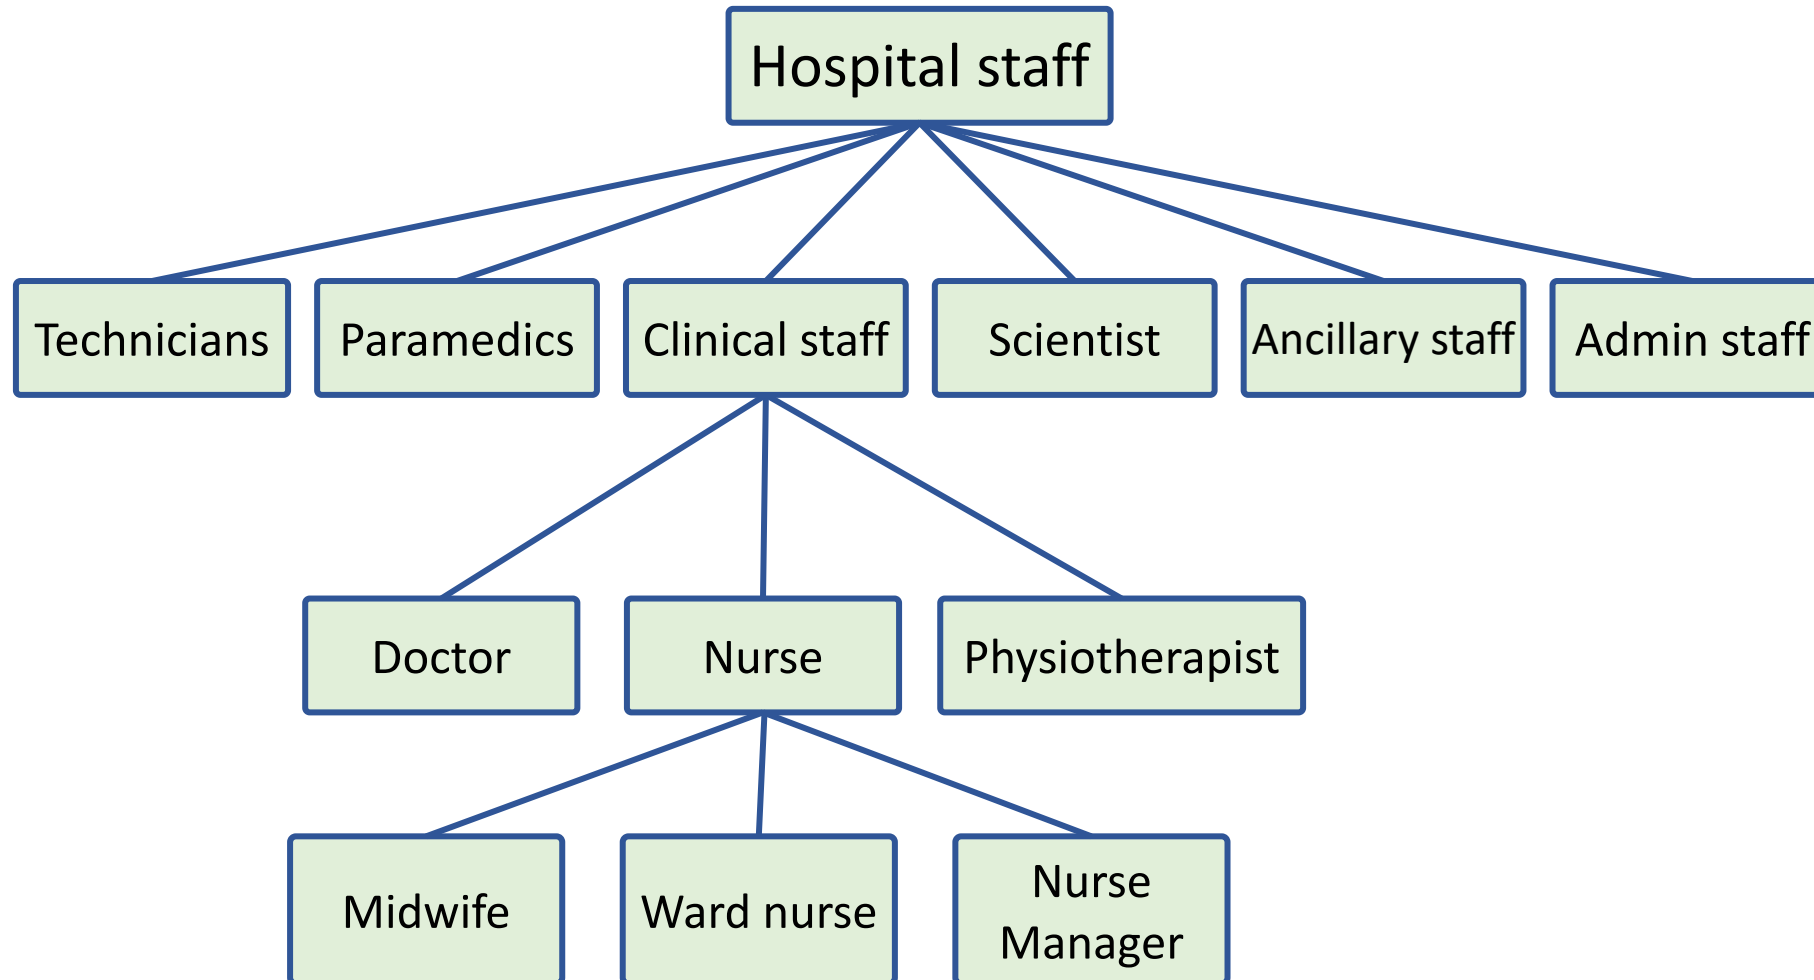 Hospital staff
Technicians
Paramedics
Clinical staff
Scientist
Ancillary staff
Admin staff
Doctor
Nurse
Physiotherapist
Midwife
Ward nurse
Nurse
Manager